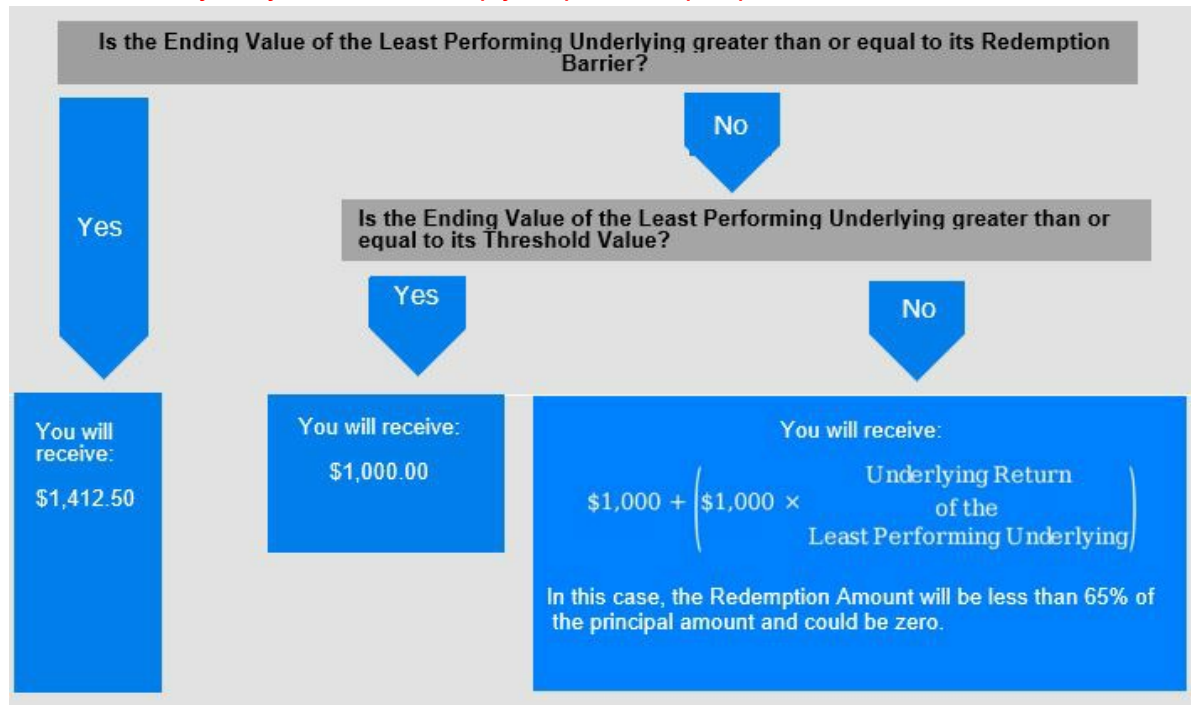 Is the Ending Value of the Least Performing Underlying greater than or equal to its Redemption
Barrier?
Yes
No
Is the Ending Value of the Least Performing Underlying greater than or
equal to its Threshold Value?
Yes
No
You will
receive:
$1,412.50
You will receive:
$1,000.00
You will receive:
$1,000 + ($1,000 × Underlying Return
of the
Least Performing Underlying)
In this case, the Redemption Amount will be less than 65% of
the principal amount and could be zero.